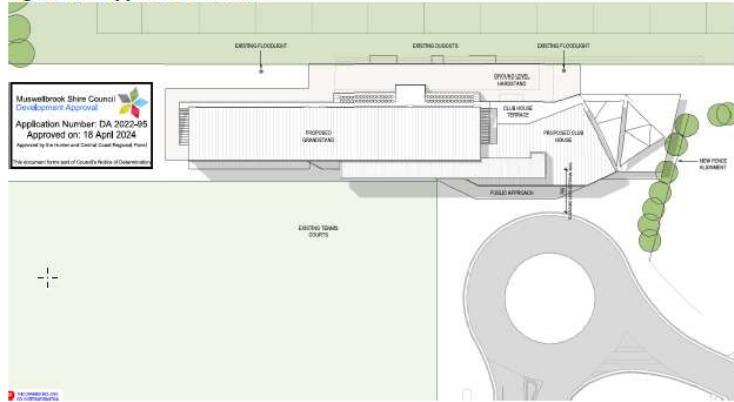 EXISTING FLOODLIGHT
EXISTING DUGOUTS
EXISTING FLOODLIGHT
GROUND LEVEL
HARDSTAND
Muswellbrook Shire Council
Development Approval
Application Number: DA 2022-95
Approved on: 18 April 2024
Approved by the Hunter and Central Coast Regional Panel
This document forms part of Council's Notice of Determination
CLUB HOUSE
TERRACE
PROPOSED
GRANDSTAND
PROPOSED CLUB
HOUSE
NEW FENCE
ALIGNMENT
PUBLIC APPROACH
EXISTING TENNIS
COURTS